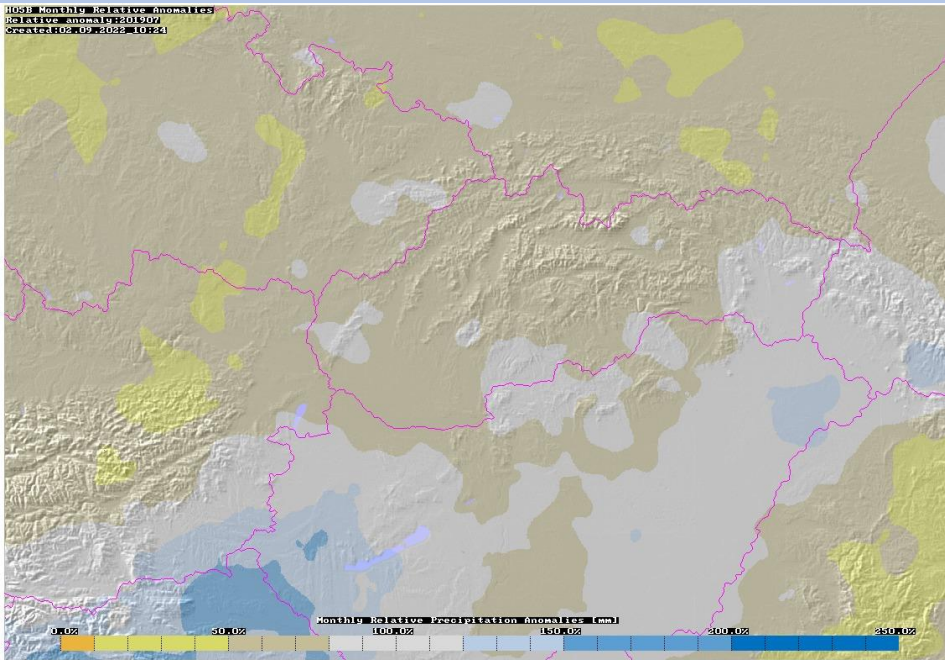 HOSB Monthly Relative Anomalies
Relative anomaly:201907
Created:02.09.2022 10:24
Monthly Relative Precipitation Anomalies [mm]
0.0% 50.0% 100.0% 150.0% 200.0% 250.0%